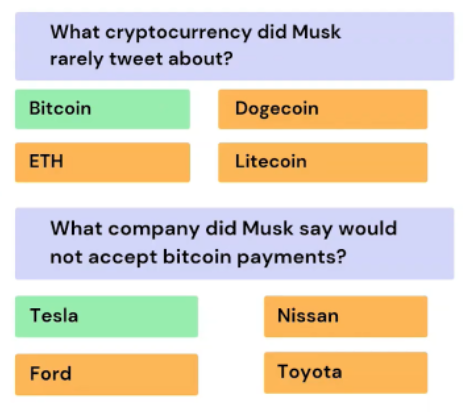 What cryptocurrency did Musk
rarely tweet about?
Bitcoin
Dogecoin
ETH
Litecoin
What company did Musk say would
not accept bitcoin payments?
Tesla
Nissan
Ford
Toyota